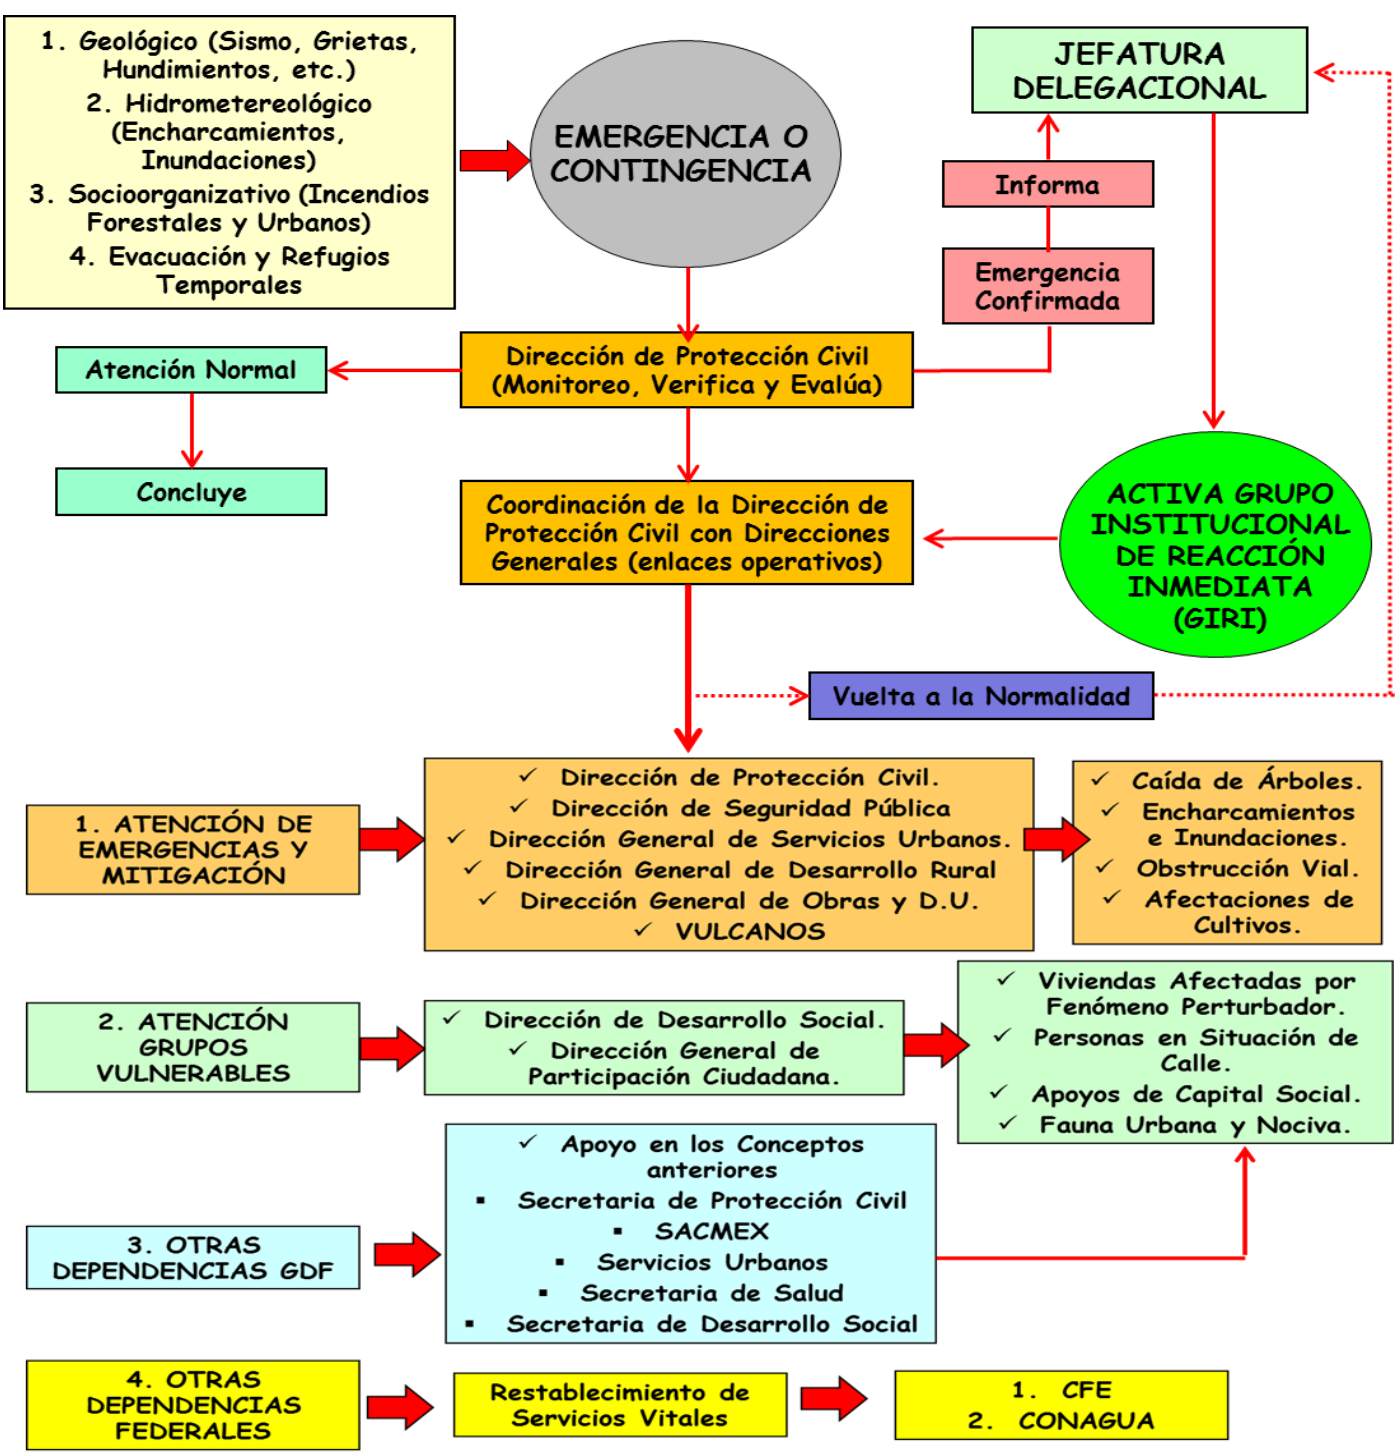 1. Geológico (Sismo, Grietas,
Hundimientos, etc.)
2. Hidrometereológico
(Encharcamientos,
Inundaciones)
3. Socioorganizativo (Incendios
Forestales y Urbanos)
4. Evacuación y Refugios
Temporales
EMERGENCIA O
CONTINGENCIA
JEFATURA
DELEGACIONAL
Informa
Emergencia
Confirmada
Dirección de Protección Civil
(Monitoreo, Verifica y Evalúa)
Atención Normal
Concluye
Coordinación de la Dirección de
Protección Civil con Direcciones
Generales (enlaces operativos)
ACTIVA GRUPO
INSTITUCIONAL
DE REACCIÓN
INMEDIATA
(GIRI)
Vuelta a la Normalidad
1. ATENCIÓN DE
EMERGENCIAS Y
MITIGACIÓN
✓ Dirección de Protección Civil.
✓ Dirección de Seguridad Pública
✓ Dirección General de Servicios Urbanos.
✓ Dirección General de Desarrollo Rural
✓ Dirección General de Obras y D.U.
✓ VULCANOS
✓ Caída de Árboles.
✓ Encharcamientos
e Inundaciones.
✓ Obstrucción Vial.
✓ Afectaciones de
Cultivos.
2. ATENCIÓN
GRUPOS
VULNERABLES
✓ Dirección de Desarrollo Social.
✓ Dirección General de
Participación Ciudadana.
✓ Viviendas Afectadas por
Fenómeno Perturbador.
✓ Personas en Situación de
Calle.
✓ Apoyos de Capital Social.
✓ Fauna Urbana y Nociva.
3. OTRAS
DEPENDENCIAS GDF
✓ Apoyo en los Conceptos
anteriores
▪ Secretaria de Protección Civil
▪ SACMEX
▪ Servicios Urbanos
▪ Secretaria de Salud
▪ Secretaria de Desarrollo Social
4. OTRAS
DEPENDENCIAS
FEDERALES
Restablecimiento de
Servicios Vitales
1. CFE
2. CONAGUA